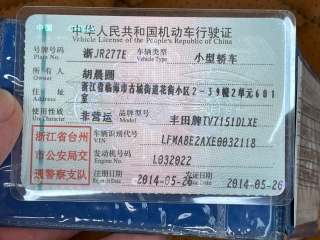 中华人民共和国机动车行驶证
Vehicle License of the People's Republic of China
号牌号码 浙JR277E 车辆类型 小型轿车
Plate No. Vehicle Type
所有人 胡晨圆
Owner
住址 浙江省临海市古城街道花街小区2-39幢2单元601室
使用性质 非营运 品牌型号 丰田牌TV7151DLXE
浙江省台州市公安局交通警察支队
车辆识别代号 LFMA8E2AXE0032118
VIN
发动机号码 L032022
Engine No.
注册日期 2014-05-26 发证日期 2014-05-26
Register Date Issue Date